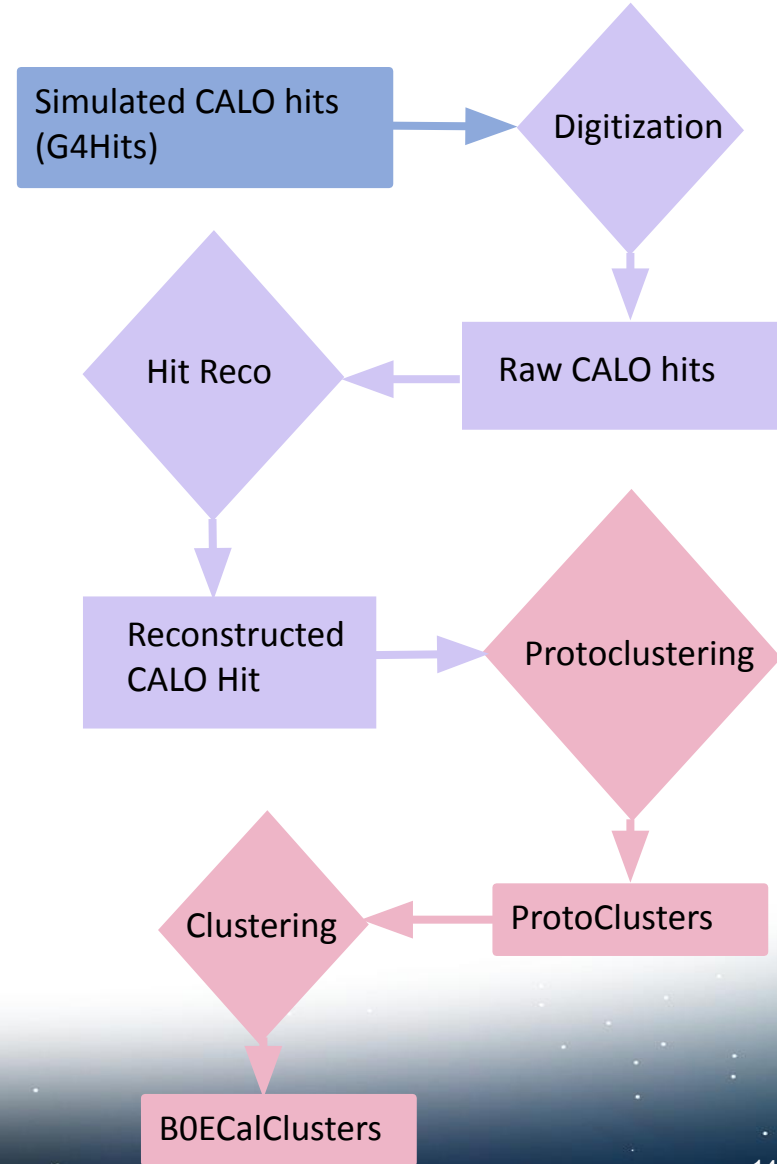 Simulated CALO hits
(G4Hits)
Digitization
Raw CALO hits
Hit Reco
Reconstructed
CALO Hit
Protoclustering
ProtoClusters
Clustering
B0ECalClusters